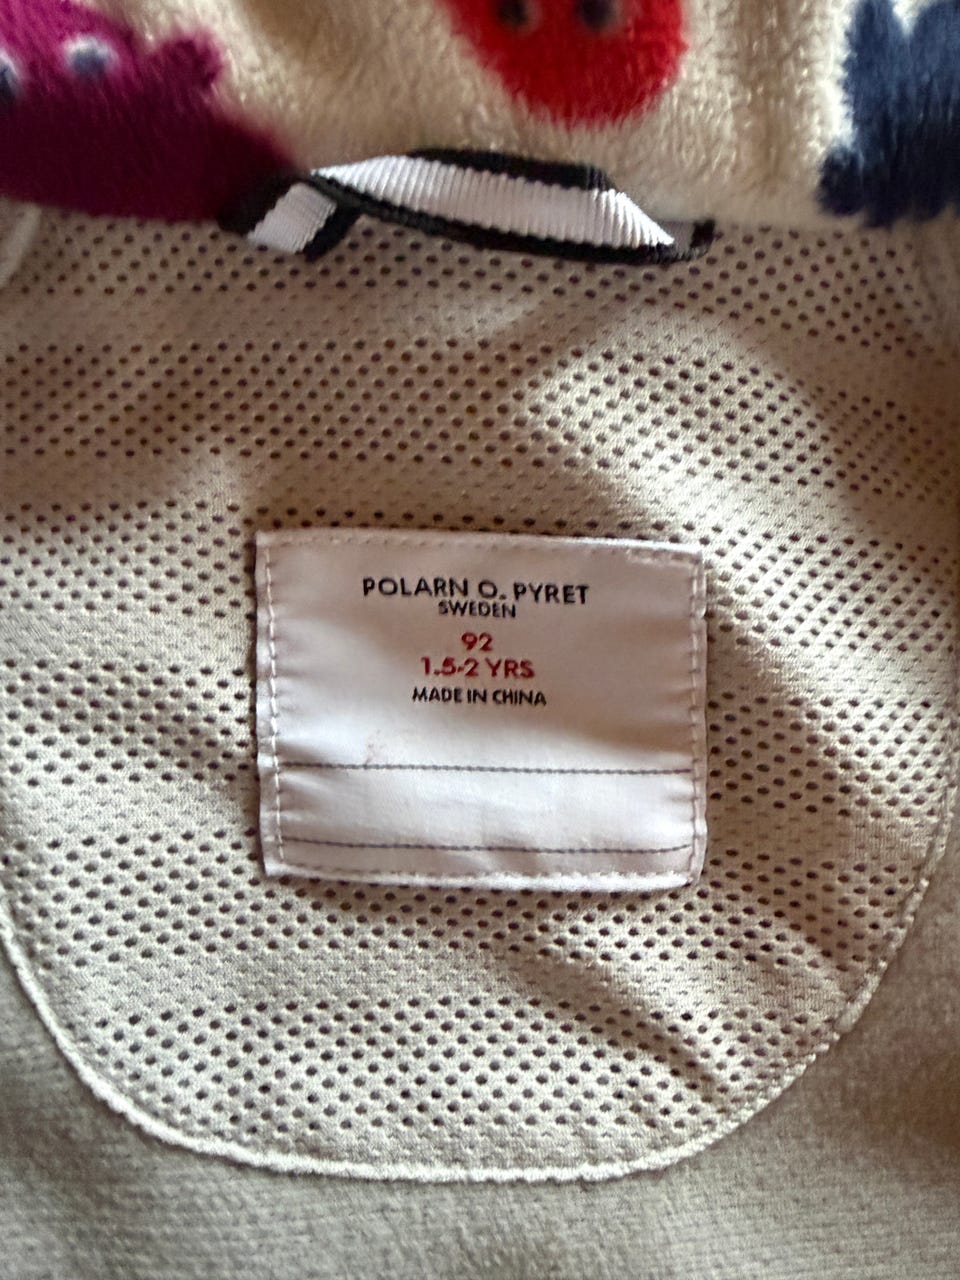 POLARN O. PYRET
SWEDEN
92
1.5-2 YRS
MADE IN CHINA